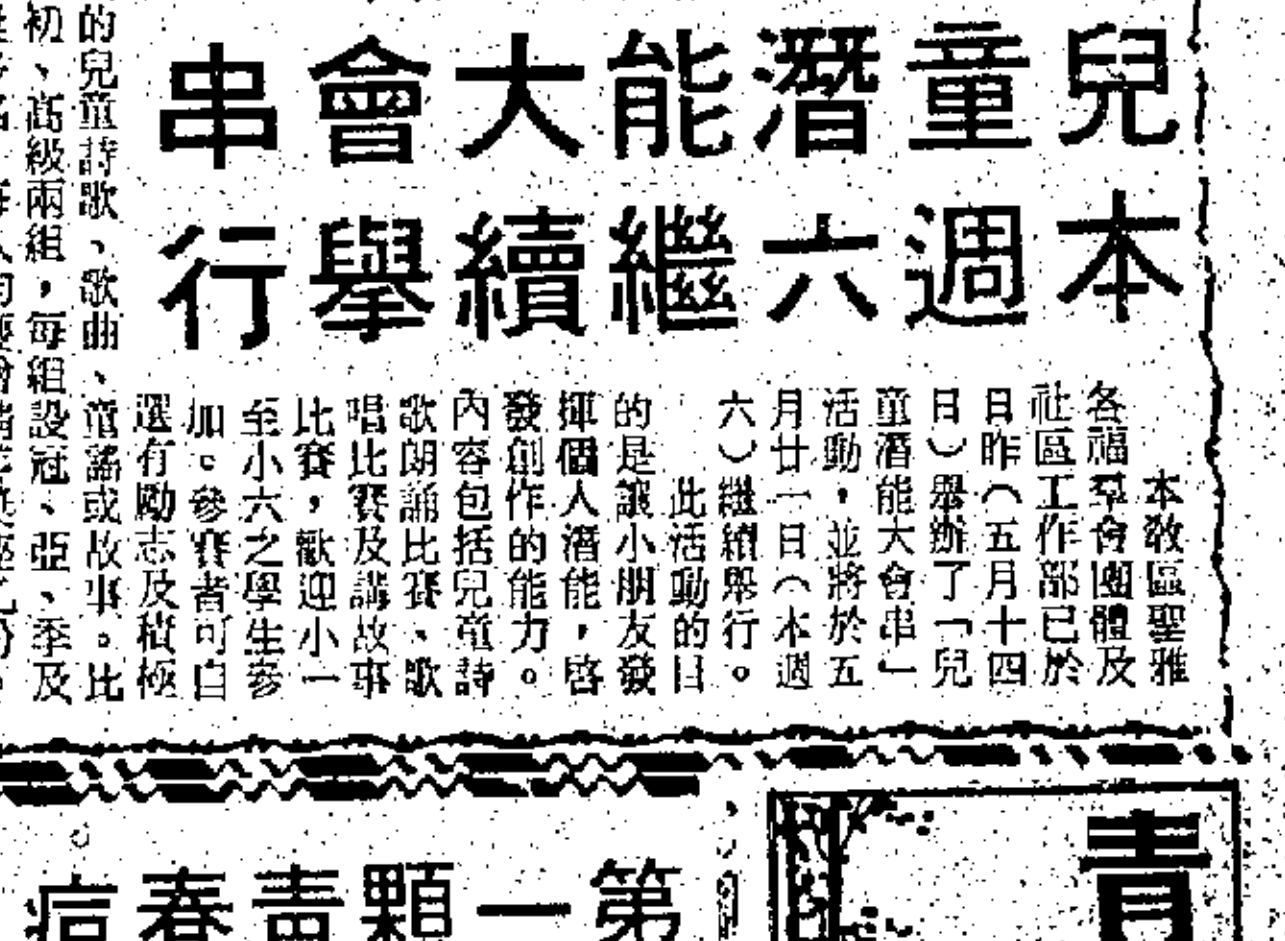 兒童潛能大會串
本週六繼續舉行
本教區聖雅
各福羣會團體及
社區工作部已於
日昨（五月十四
日）舉辦了「兒
童潛能大會串」
活動，並將於五
月廿一日（本週
六）繼續舉行。
此活動的目
的是讓小朋友發
揮個人潛能，啓
發創作的能力。
內容包括兒童詩
歌朗誦比賽、歌
唱比賽及講故事
比賽，歡迎小一
至小六之學生參
加。參賽者可自
選有勵志及積極
的兒童詩歌、歌曲、童謠或故事。比
初、高級兩組，每組設冠、亞、季及
青
第一顆青春痘